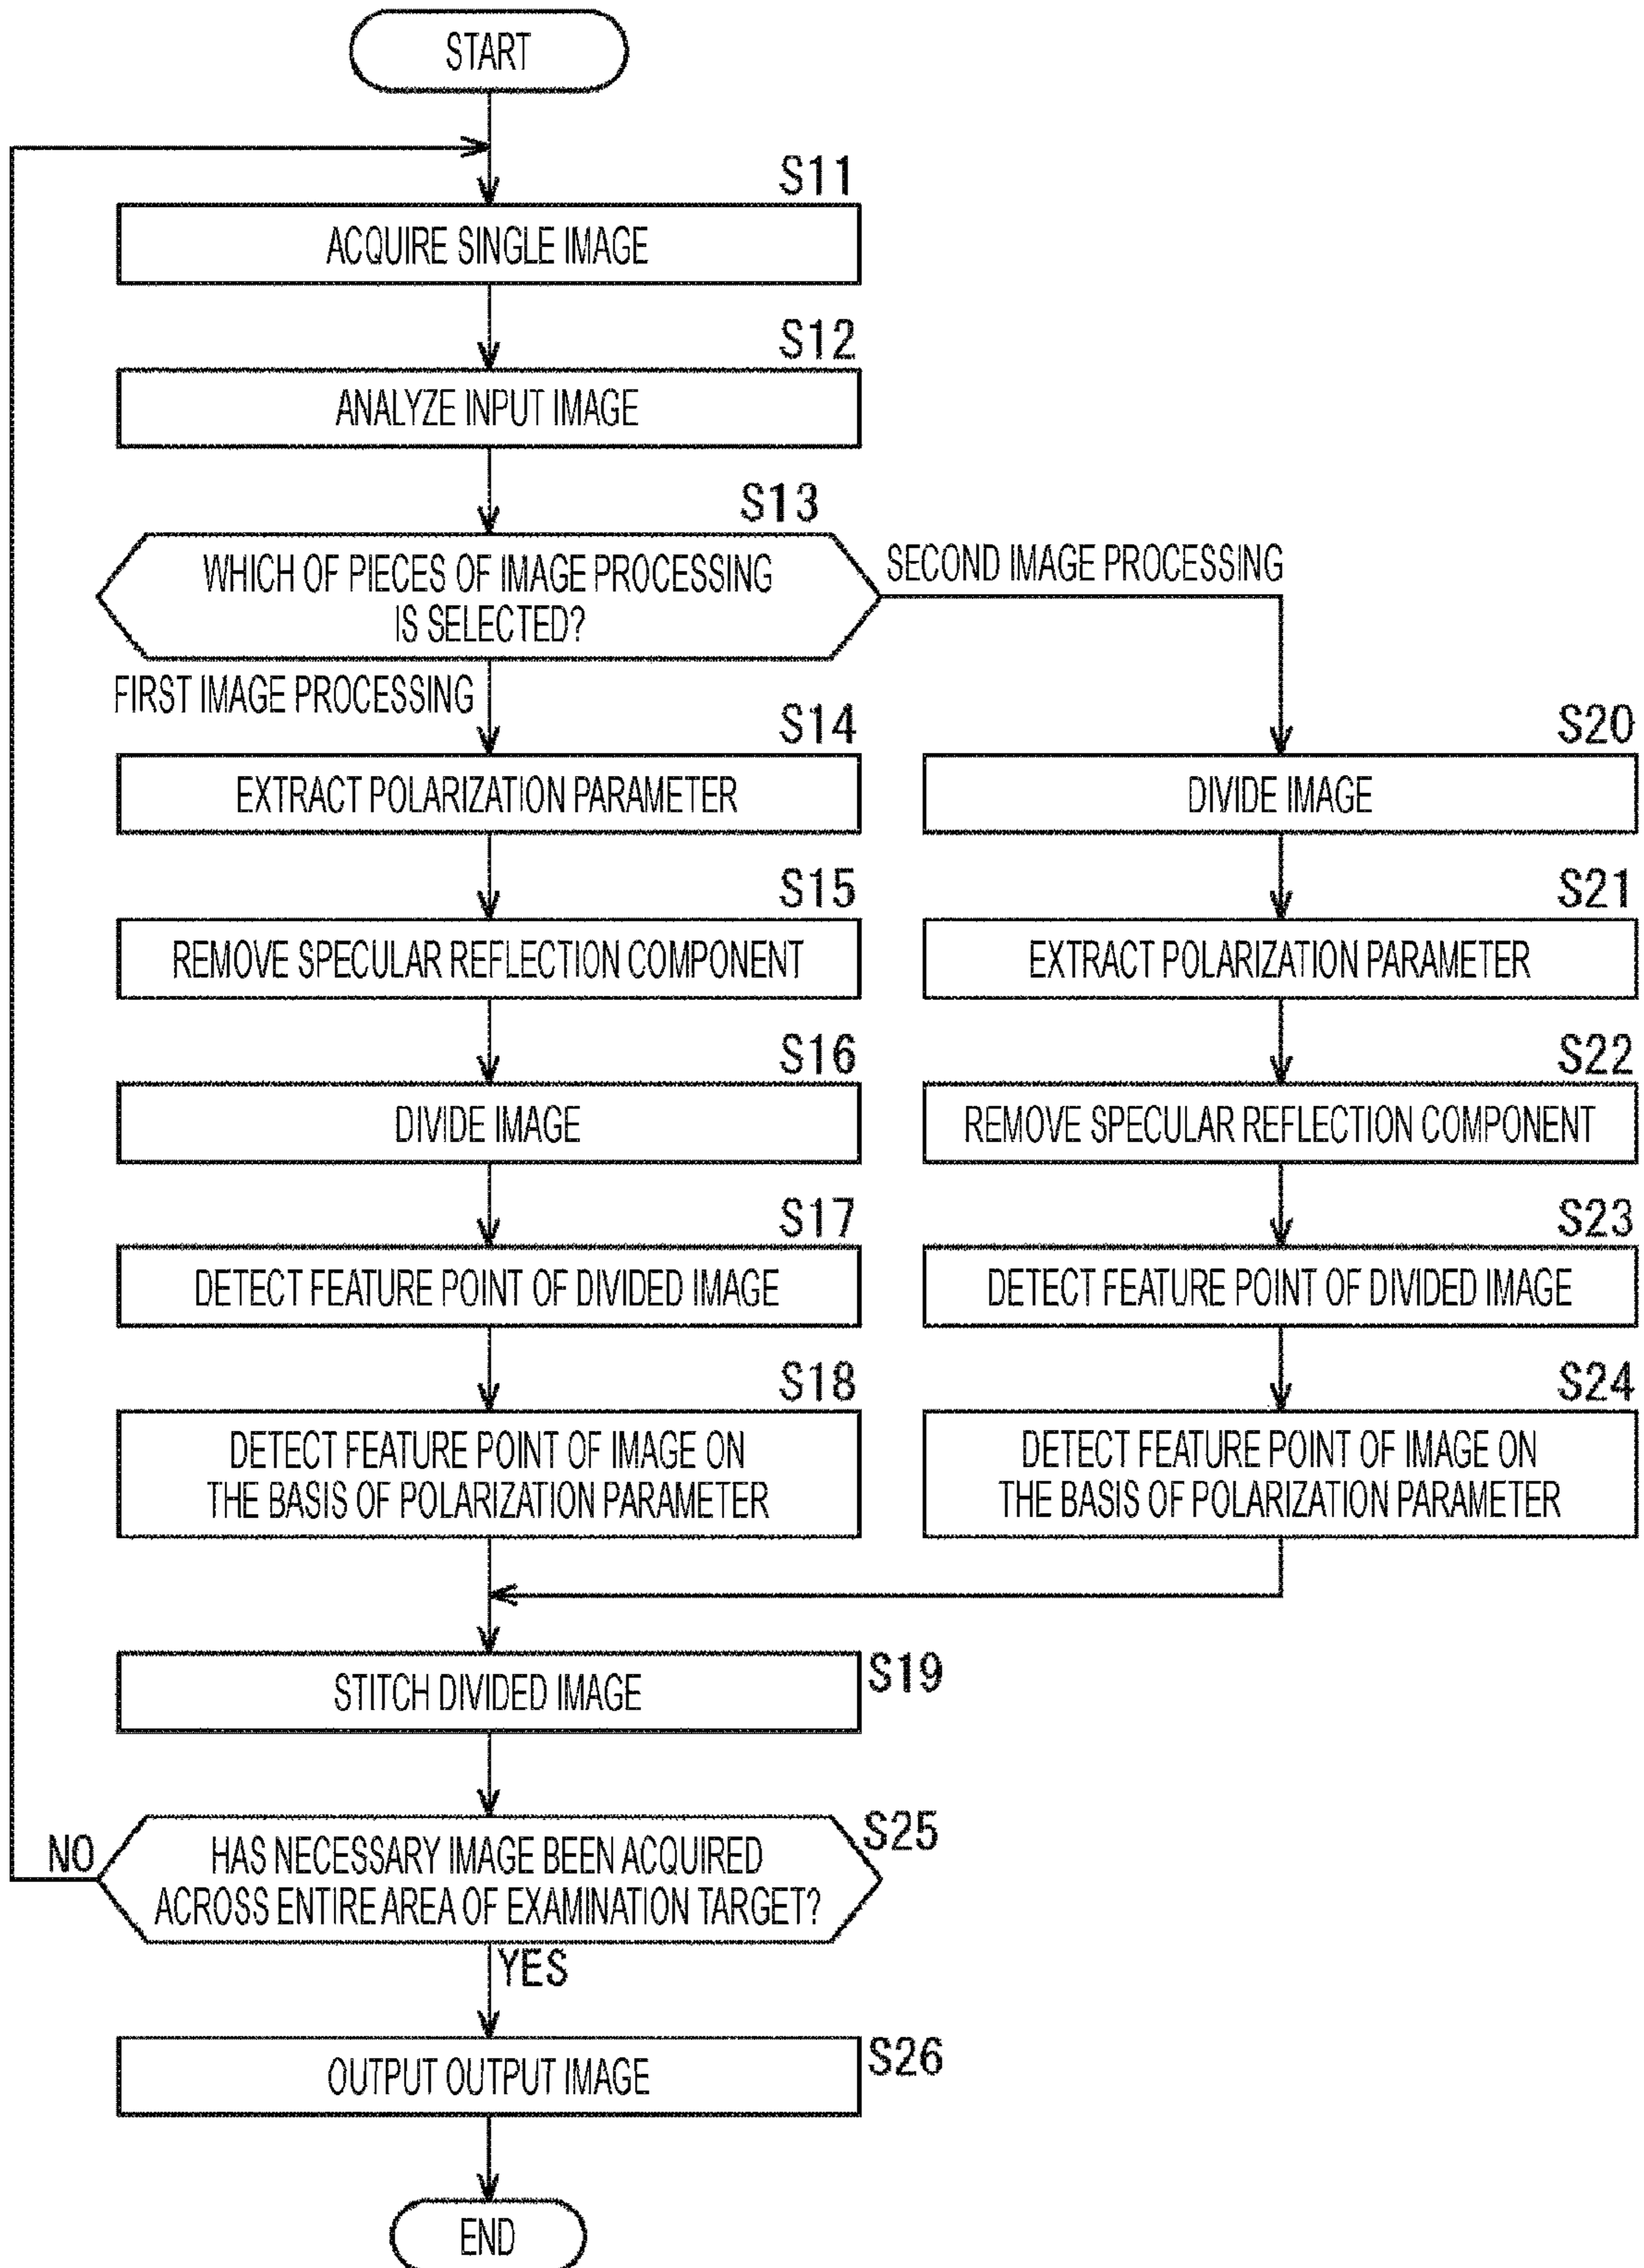 START
S11
ACQUIRE SINGLE IMAGE
S12
ANALYZE INPUT IMAGE
S13
WHICH OF PIECES OF IMAGE PROCESSING
IS SELECTED?
SECOND IMAGE PROCESSING
FIRST IMAGE PROCESSING
S14
EXTRACT POLARIZATION PARAMETER
S15
REMOVE SPECULAR REFLECTION COMPONENT
S16
DIVIDE IMAGE
S17
DETECT FEATURE POINT OF DIVIDED IMAGE
S18
DETECT FEATURE POINT OF IMAGE ON
THE BASIS OF POLARIZATION PARAMETER
S20
DIVIDE IMAGE
S21
EXTRACT POLARIZATION PARAMETER
S22
REMOVE SPECULAR REFLECTION COMPONENT
S23
DETECT FEATURE POINT OF DIVIDED IMAGE
S24
DETECT FEATURE POINT OF IMAGE ON
THE BASIS OF POLARIZATION PARAMETER
STITCH DIVIDED IMAGE
S19
NO
HAS NECESSARY IMAGE BEEN ACQUIRED
ACROSS ENTIRE AREA OF EXAMINATION TARGET?
S25
YES
OUTPUT OUTPUT IMAGE
S26
END